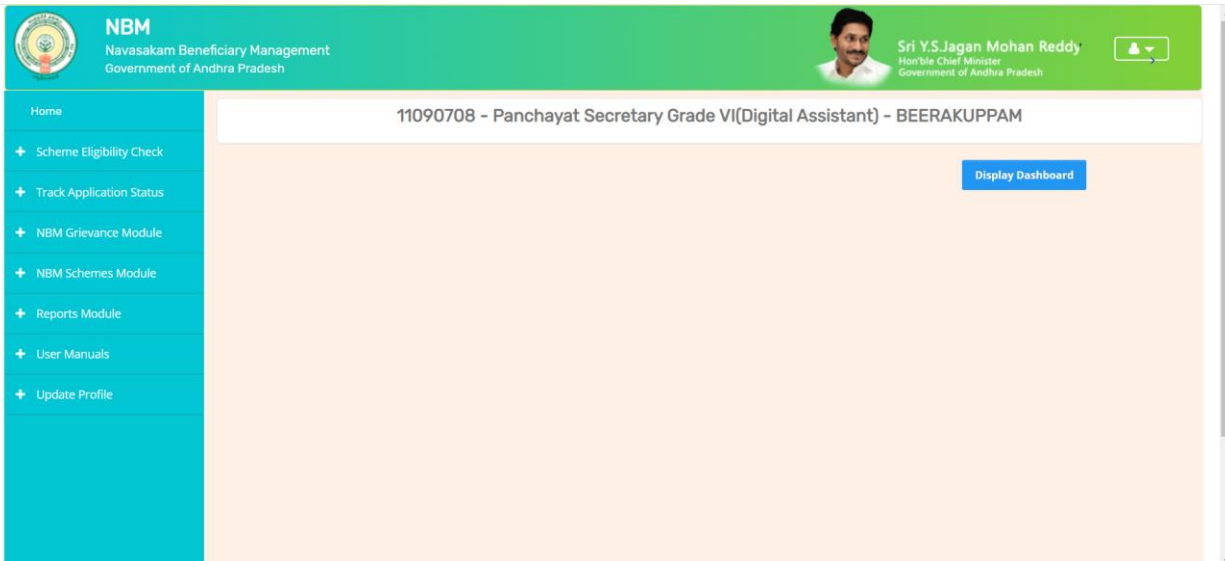 NBM
Navasakam Beneficiary Management
Government of Andhra Pradesh
Sri Y.S.Jagan Mohan Reddy
Hon'ble Chief Minister
Government of Andhra Pradesh
Home
11090708 - Panchayat Secretary Grade VI(Digital Assistant) - BEERAKUPPAM
Scheme Eligibility Check
Display Dashboard
Track Application Status
NBM Grievance Module
NBM Schemes Module
Reports Module
User Manuals
Update Profile